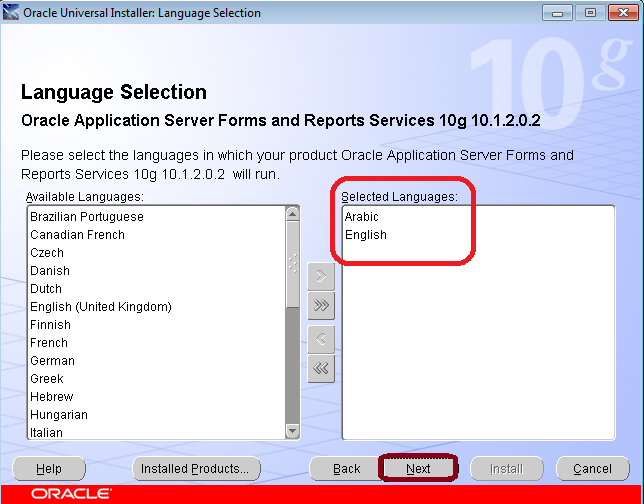 Oracle Universal Installer: Language Selection
10g
Language Selection
Oracle Application Server Forms and Reports Services 10g 10.1.2.0.2
Please select the languages in which your product Oracle Application Server Forms and
Reports Services 10g 10.1.2.0.2 will run.
Available Languages:
Brazilian Portuguese
Canadian French
Czech
Danish
Dutch
English (United Kingdom)
Finnish
French
German
Greek
Hebrew
Hungarian
Italian
Selected Languages:
Arabic
English
Help Installed Products... Back Next Install Cancel
ORACLE